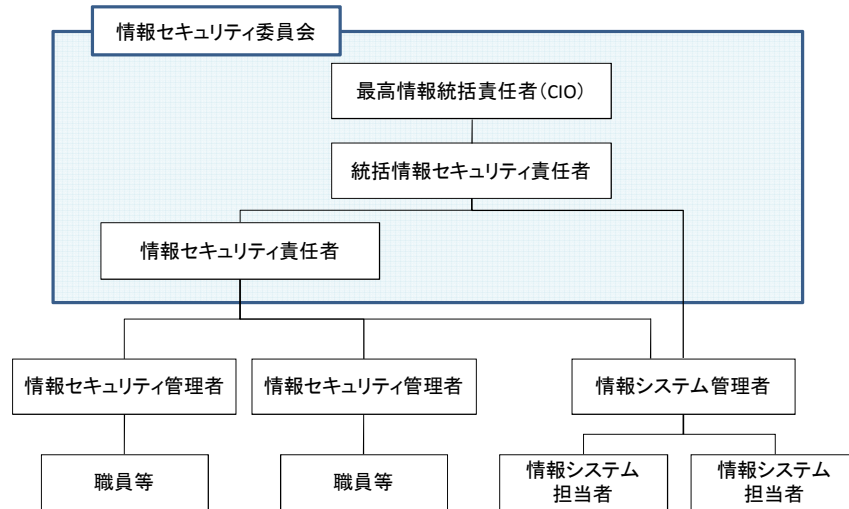 情報セキュリティ委員会
最高情報統括責任者(CIO)
統括情報セキュリティ責任者
情報セキュリティ責任者
情報セキュリティ管理者
情報セキュリティ管理者
情報システム管理者
職員等
職員等
情報システム
担当者
情報システム
担当者